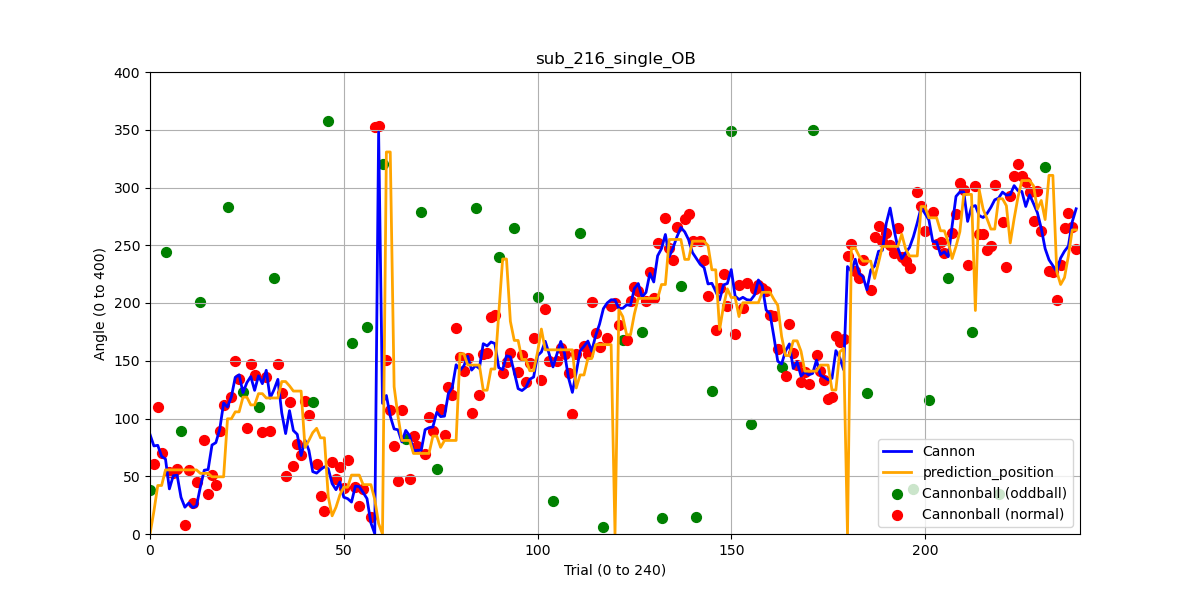 sub_216_single_OB
400
350
300
250
200
150
100
50
0
Angle (0 to 400)
0
50
100
150
200
Trial (0 to 240)
Cannon
prediction_position
Cannonball (oddball)
Cannonball (normal)